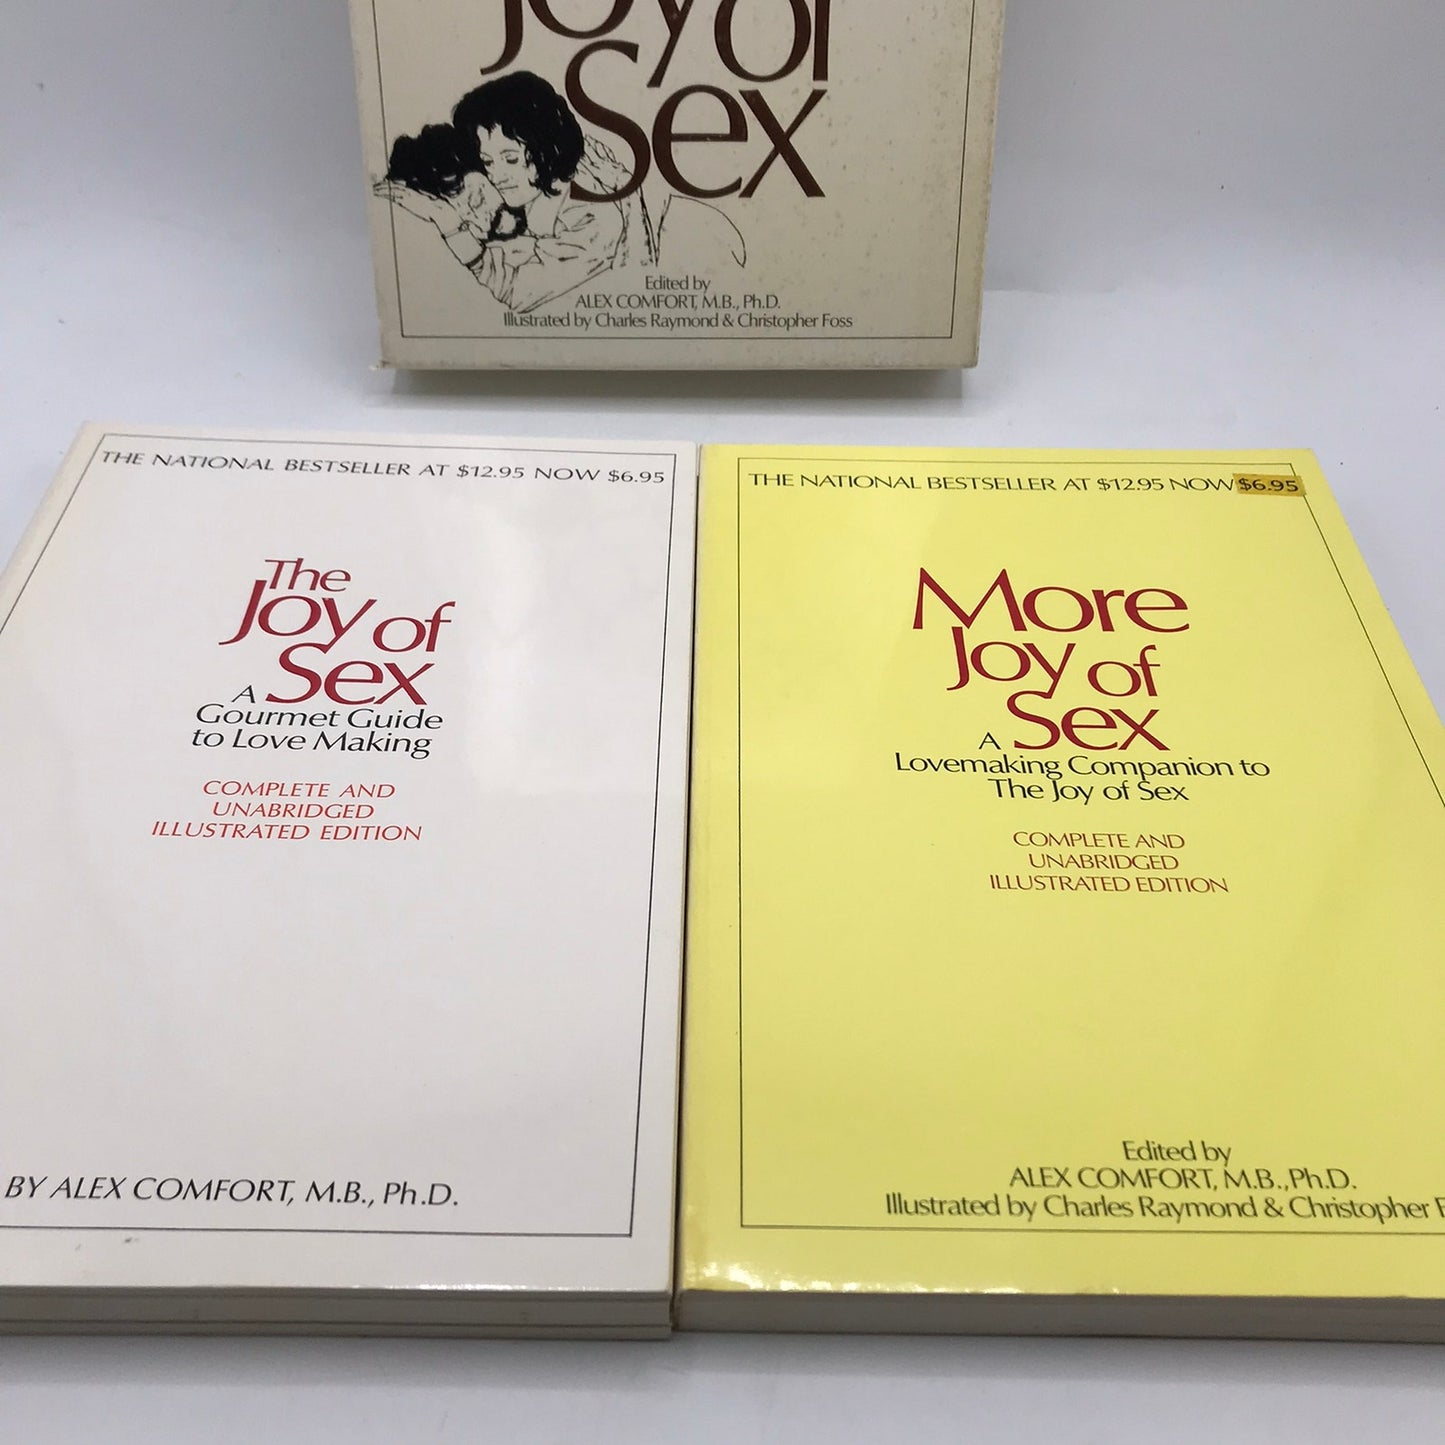 Joy of
Sex
Edited by
ALEX COMFORT, M.B., Ph.D.
Illustrated by Charles Raymond & Christopher Foss
THE NATIONAL BESTSELLER AT $12.95 NOW $6.95
The
Joy of
Sex
A
Gourmet Guide
to Love Making
COMPLETE AND
UNABRIDGED
ILLUSTRATED EDITION
BY ALEX COMFORT, M.B., Ph.D.
THE NATIONAL BESTSELLER AT $12.95 NOW $6.95
More
Joy of
Sex
A
Lovemaking Companion to
The Joy of Sex
COMPLETE AND
UNABRIDGED
ILLUSTRATED EDITION
Edited by
ALEX COMFORT, M.B.,Ph.D.
Illustrated by Charles Raymond & Christopher